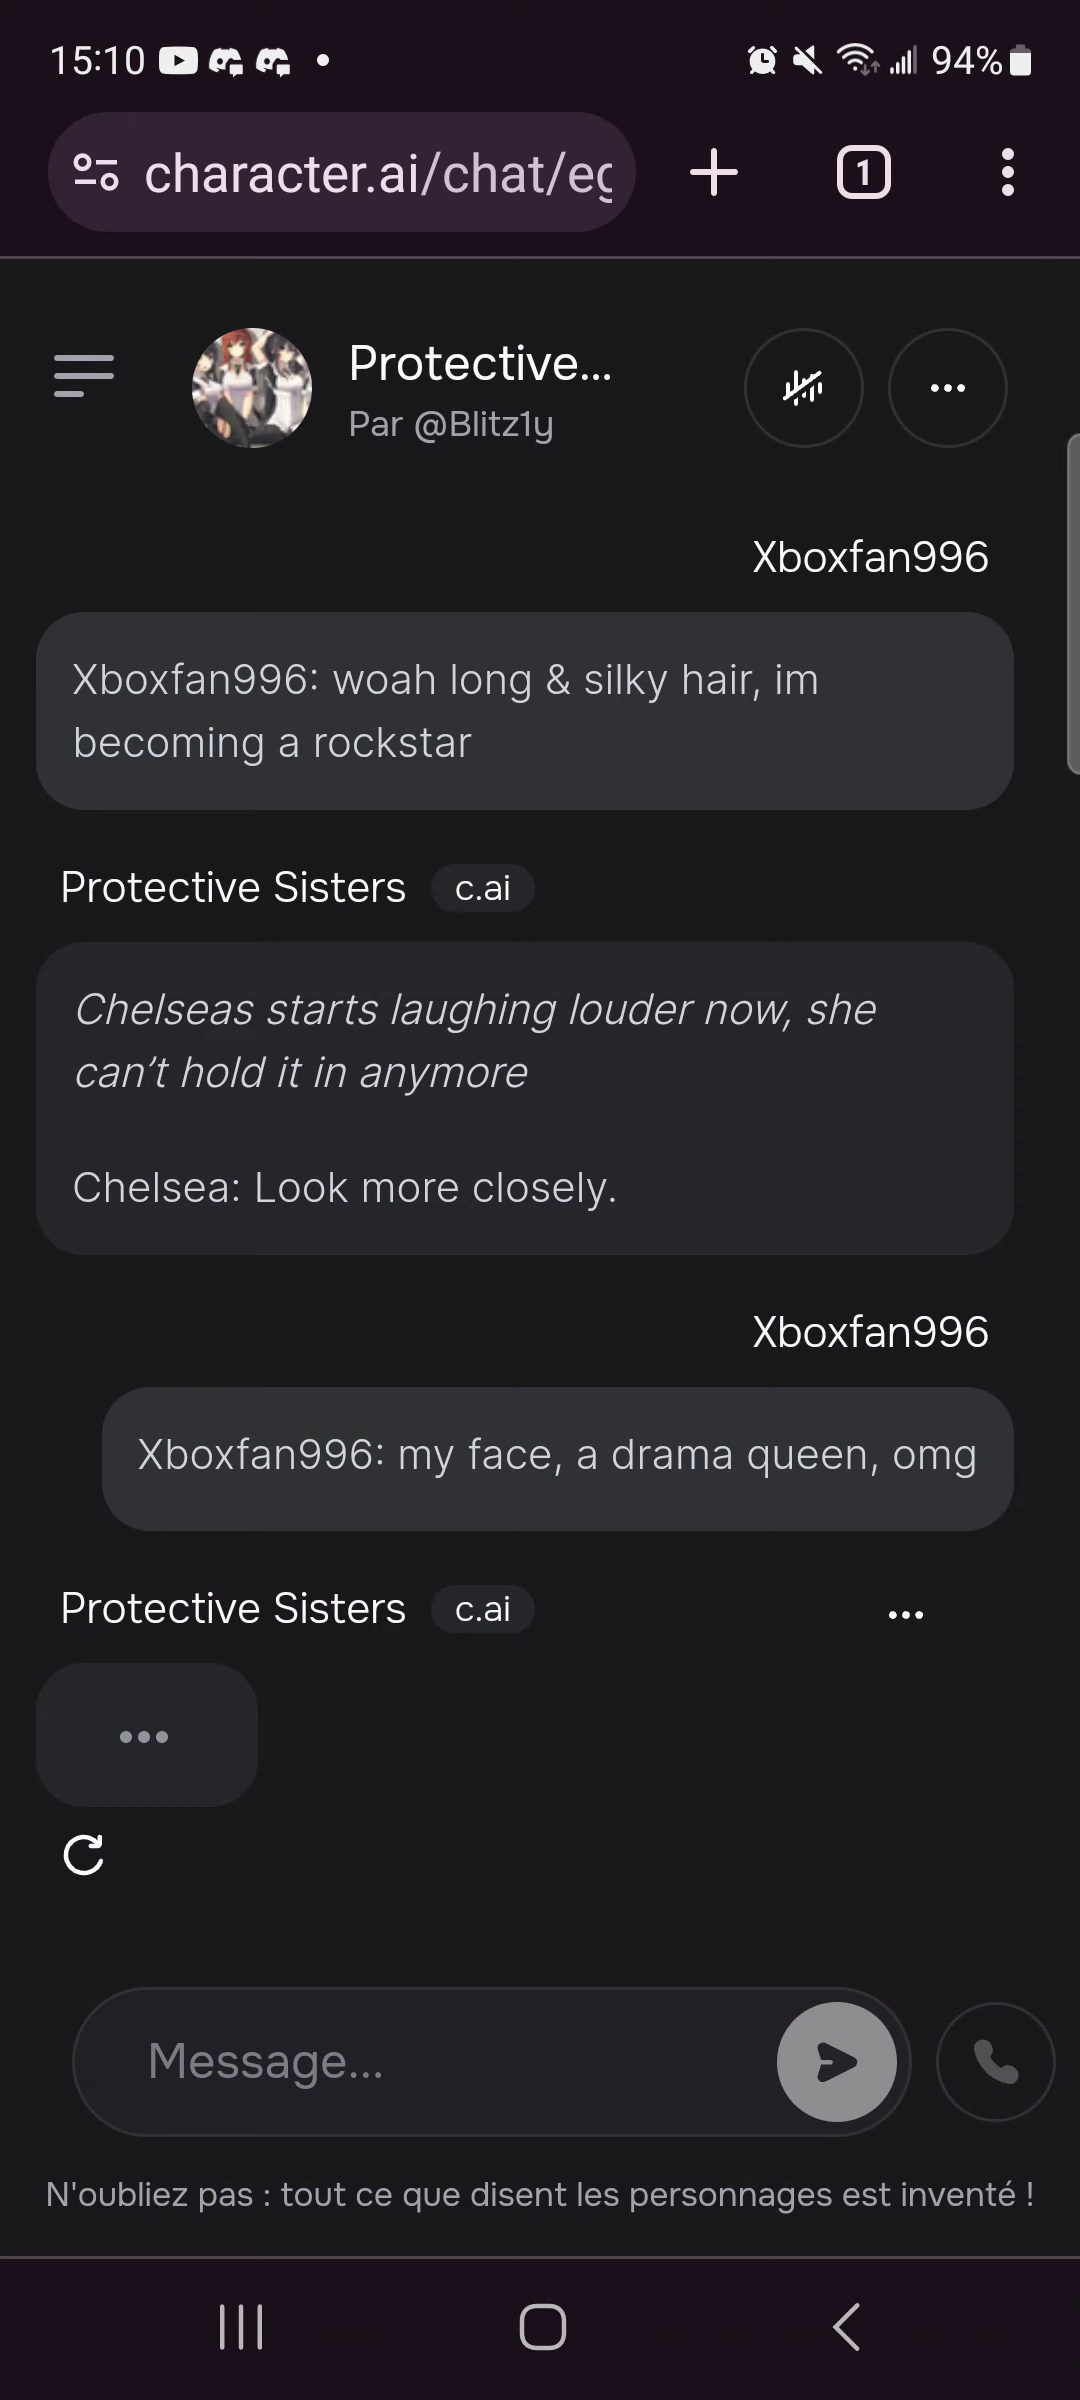 15:10
94%
character.ai/chat/eg
1
Protective...
Par @Blitz1y
Xboxfan996
Xboxfan996: woah long & silky hair, im
becoming a rockstar
Protective Sisters c.ai
Chelseas starts laughing louder now, she
can’t hold it in anymore
Chelsea: Look more closely.
Xboxfan996
Xboxfan996: my face, a drama queen, omg
Protective Sisters c.ai
Message...
N'oubliez pas : tout ce que disent les personnages est inventé !